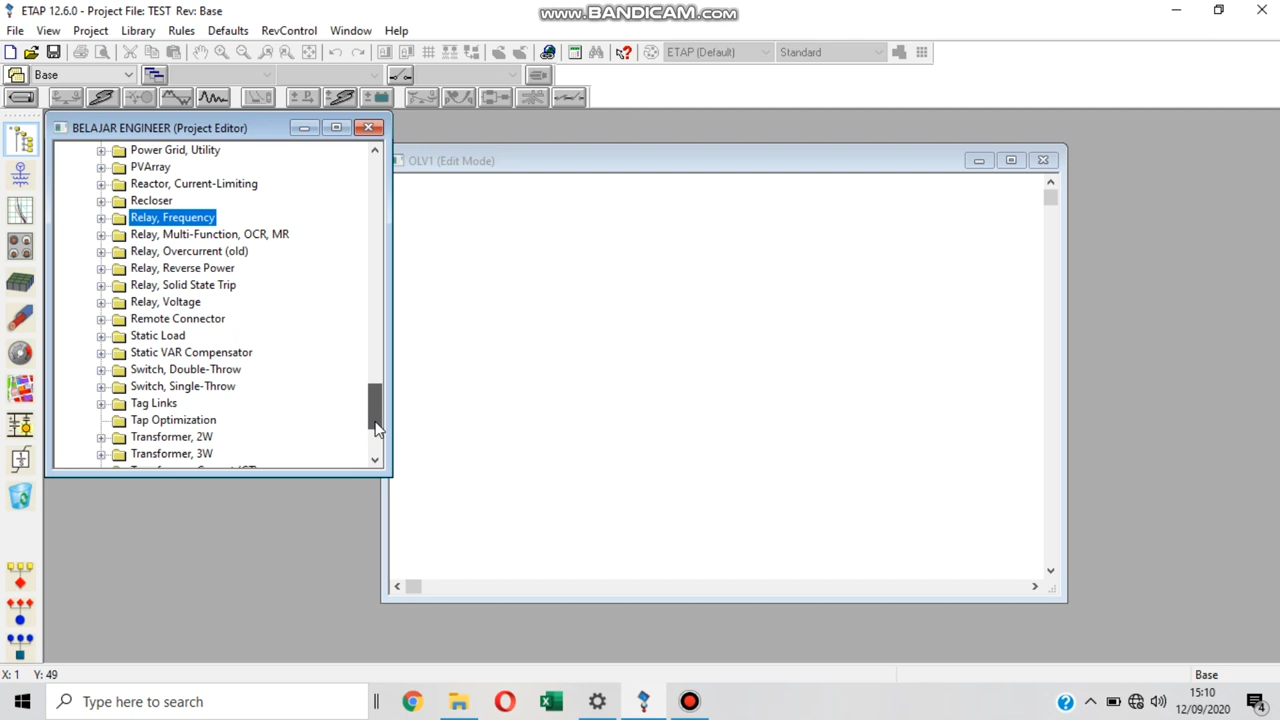 ETAP 12.6.0 - Project File: TEST  Rev: Base
www.BANDICAM.com
File View Project Library Rules Defaults RevControl Window Help
ETAP (Default) Standard
Base
BELAJAR ENGINEER (Project Editor)
OLV1 (Edit Mode)
Power Grid, Utility
PVArray
Reactor, Current-Limiting
Recloser
Relay, Frequency
Relay, Multi-Function, OCR, MR
Relay, Overcurrent (old)
Relay, Reverse Power
Relay, Solid State Trip
Relay, Voltage
Remote Connector
Static Load
Static VAR Compensator
Switch, Double-Throw
Switch, Single-Throw
Tag Links
Tap Optimization
Transformer, 2W
Transformer, 3W
X: 1 Y: 49
Base
Type here to search
15:10
12/09/2020
4